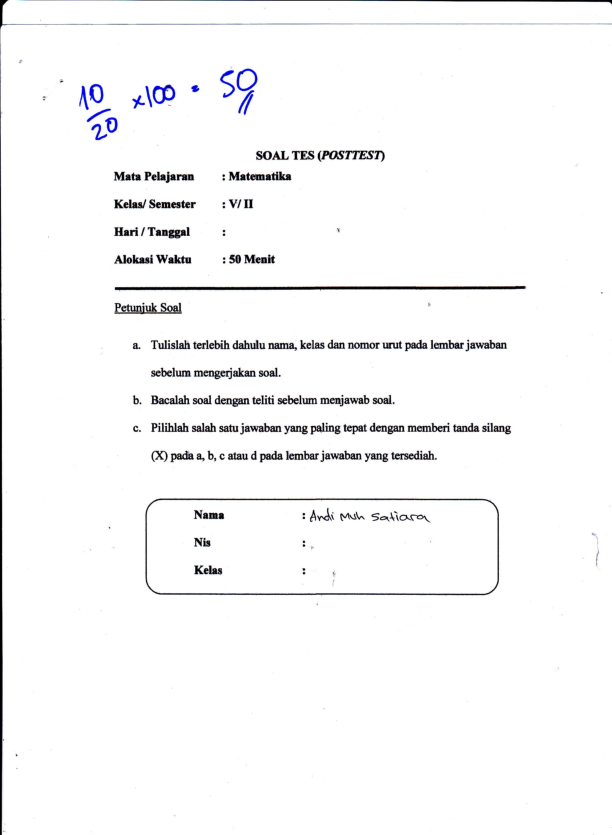 10/20 x100 = 50
SOAL TES (POSTTEST)
Mata Pelajaran : Matematika
Kelas/ Semester : V/ II
Hari / Tanggal :
Alokasi Waktu : 50 Menit
Petunjuk Soal
a. Tulislah terlebih dahulu nama, kelas dan nomor urut pada lembar jawaban
sebelum mengerjakan soal.
b. Bacalah soal dengan teliti sebelum menjawab soal.
c. Pilihlah salah satu jawaban yang paling tepat dengan memberi tanda silang
(X) pada a, b, c atau d pada lembar jawaban yang tersediah.
Nama : Andi Muh Satiara
Nis :
Kelas :